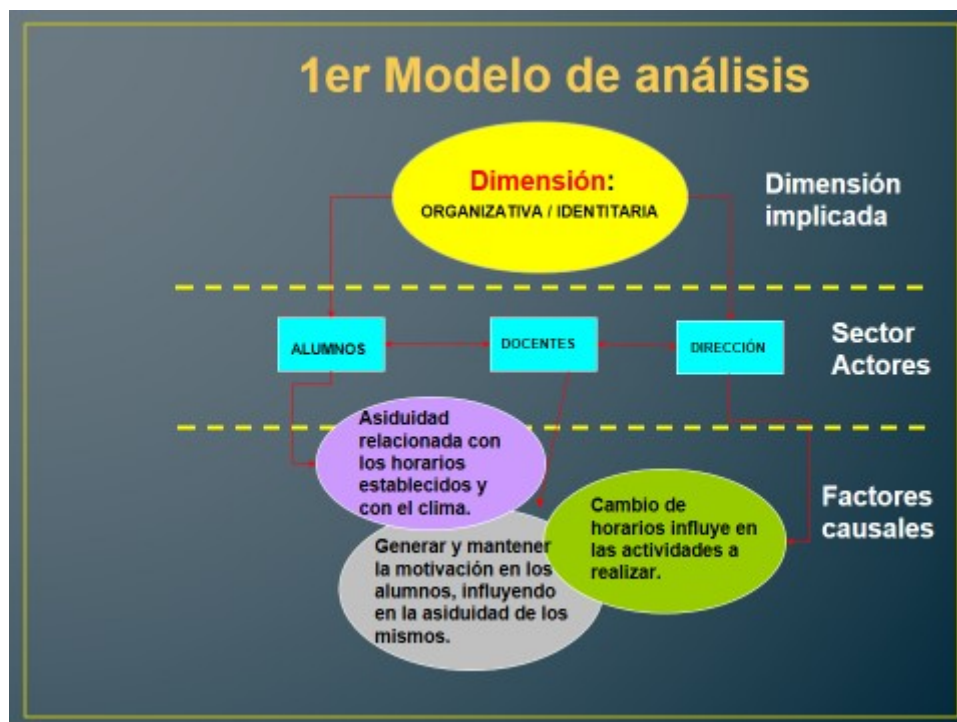 1er Modelo de análisis
Dimensión:
ORGANIZATIVA / IDENTITARIA
Dimensión
implicada
ALUMNOS
DOCENTES
DIRECCIÓN
Sector
Actores
Asiduidad
relacionada con
los horarios
establecidos y
con el clima.
Generar y mantener
la motivación en los
alumnos, influyendo
en la asiduidad de los
mismos.
Cambio de
horarios influye en
las actividades a
realizar.
Factores
causales